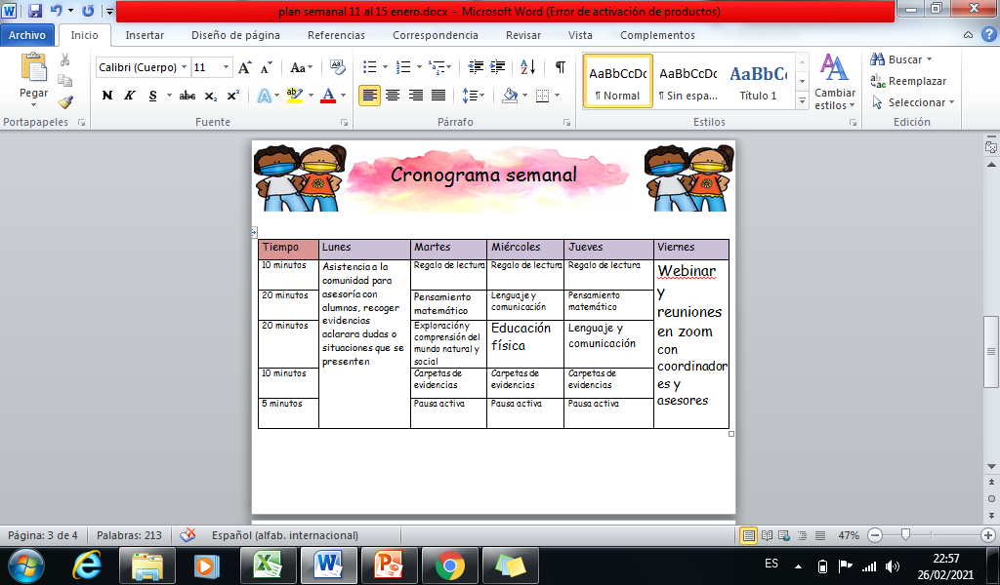 plan semanal 11 al 15 enero.docx - Microsoft Word (Error de activación de productos)
Archivo Inicio Insertar Diseño de página Referencias Correspondencia Revisar Vista Complementos
Pegar
Portapapeles
Calibri (Cuerpo) 11
Fuente
Párrafo
AaBbCcDc AaBbCcDc AaBbCc
¶ Normal ¶ Sin espa... Título 1
Cambiar estilos
Estilos
Buscar
Reemplazar
Seleccionar
Edición
Cronograma semanal
Tiempo Lunes Martes Miércoles Jueves Viernes
10 minutos
20 minutos
20 minutos
10 minutos
5 minutos
Asistencia a la
comunidad para
asesoría con
alumnos, recoger
evidencias
aclarara dudas o
situaciones que se
presenten
Regalo de lectura Regalo de lectura Regalo de lectura
Pensamiento
matemático
Lenguaje y
comunicación
Pensamiento
matemático
Exploración y
comprensión del
mundo natural y
social
Educación
física
Lenguaje y
comunicación
Carpetas de
evidencias
Carpetas de
evidencias
Carpetas de
evidencias
Pausa activa Pausa activa Pausa activa
Webinar
y
reuniones
en zoom
con
coordinador
es y
asesores
Página: 3 de 4 Palabras: 213 Español (alfab. internacional) 47%
ES
22:57
26/02/2021